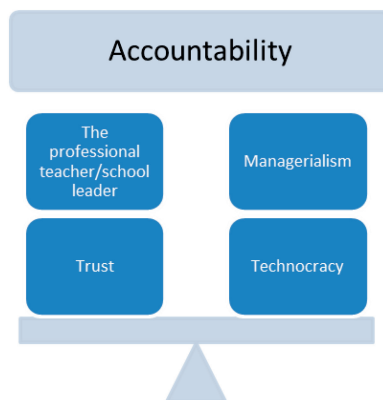 Accountability
The
professional
teacher/school
leader
Managerialism
Trust
Technocracy